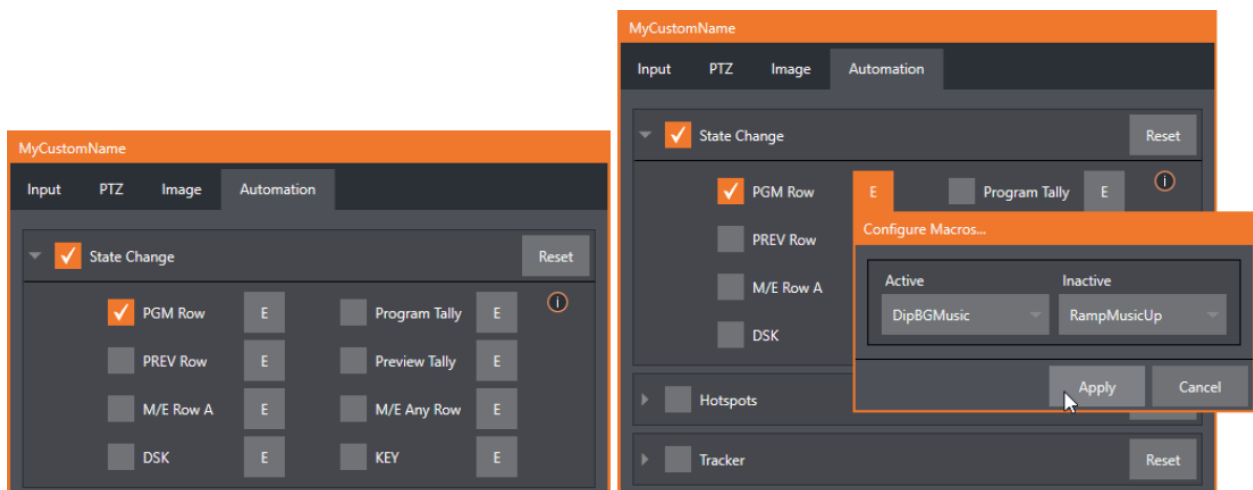 MyCustomName
Input PTZ Image Automation
State Change Reset
PGM Row E Program Tally E
PREV Row E Preview Tally E
M/E Row A E M/E Any Row E
DSK E KEY E
MyCustomName
Input PTZ Image Automation
State Change Reset
PGM Row E Program Tally E
PREV Row
M/E Row A
DSK
Configure Macros...
Active Inactive
DipBGMusic RampMusicUp
Apply Cancel
Hotspots
Tracker Reset